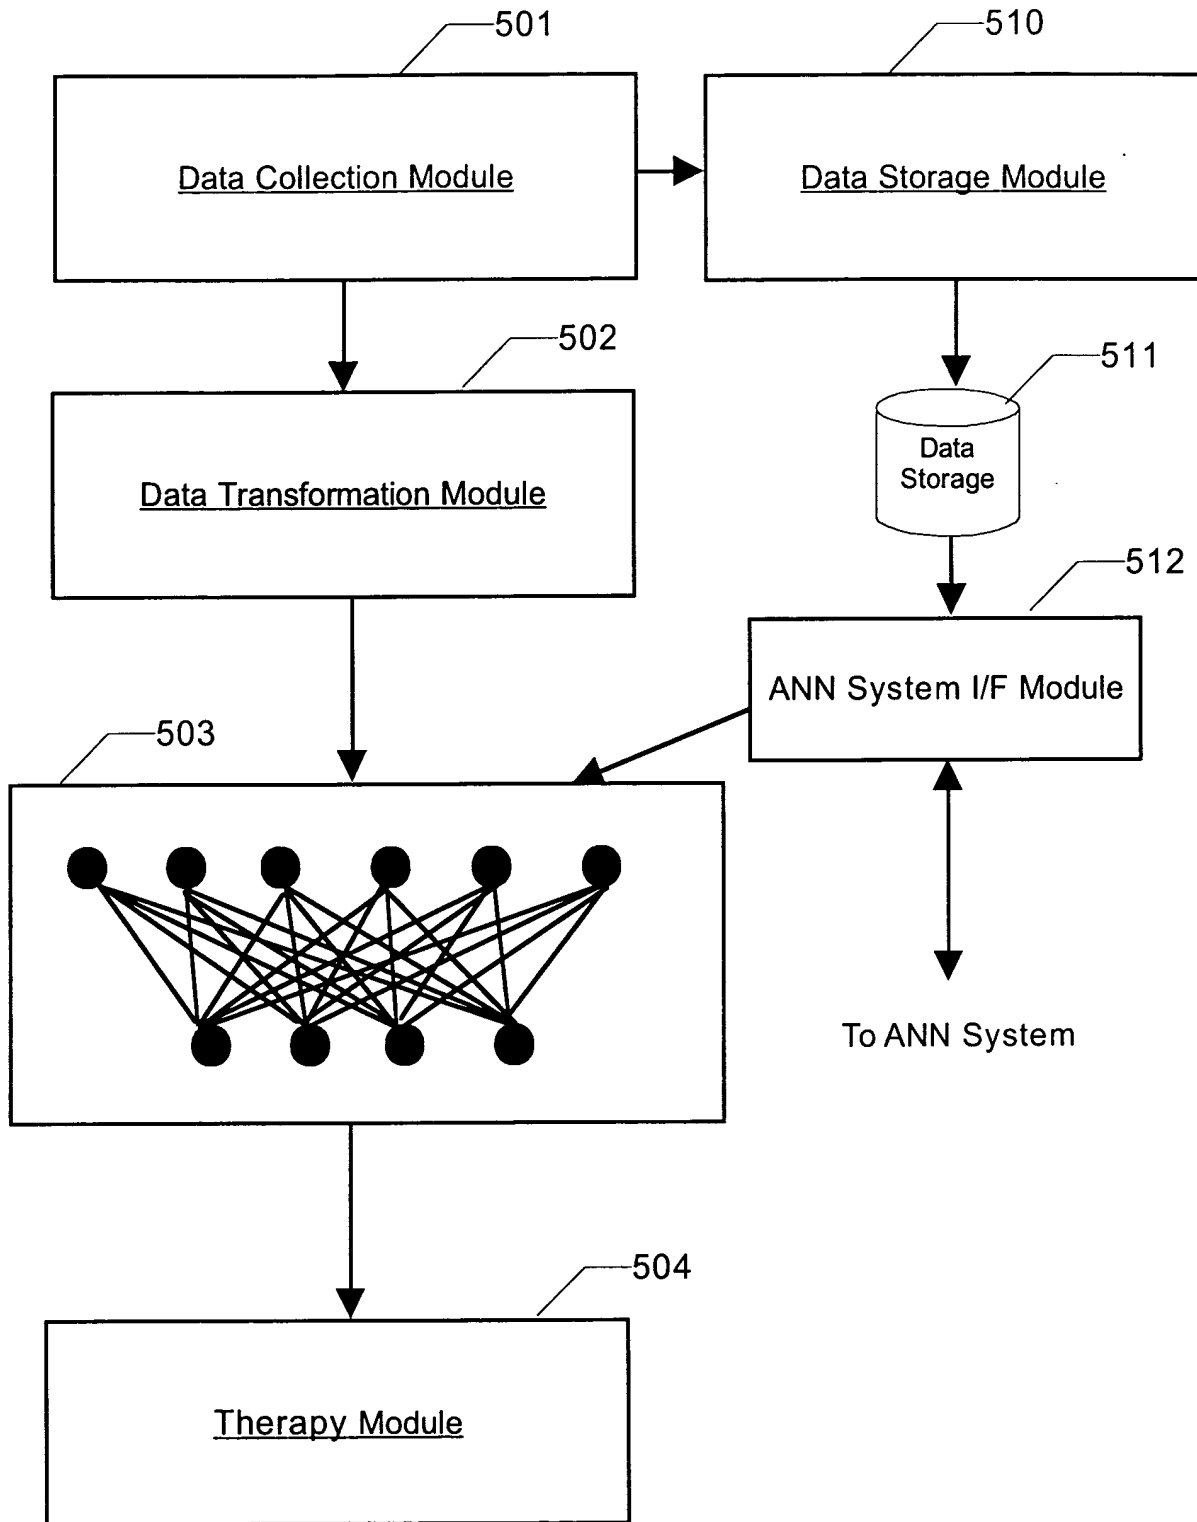 501
510
Data Collection Module
Data Storage Module
502
511
Data
Storage
Data Transformation Module
512
ANN System I/F Module
503
To ANN System
504
Therapy Module